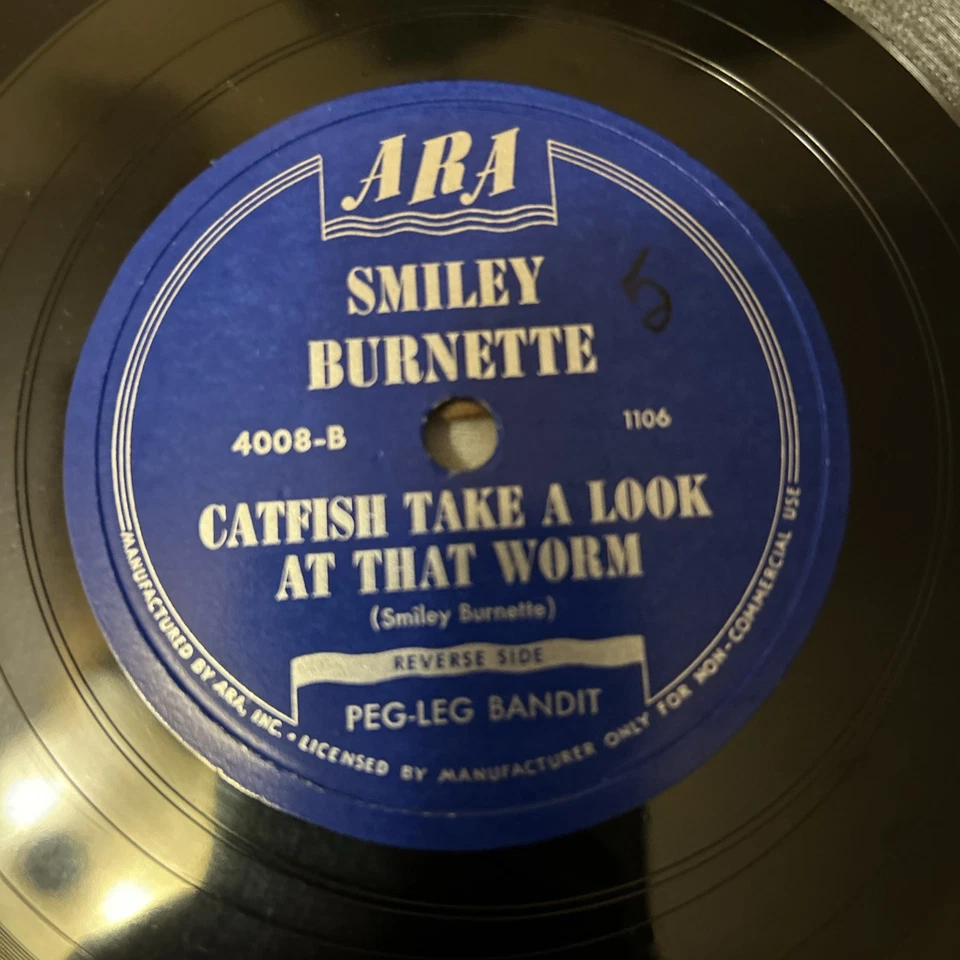 ARA
SMILEY
BURNETTE
5
4008-B
1106
CATFISH TAKE A LOOK
AT THAT WORM
(Smiley Burnette)
REVERSE SIDE
PEG-LEG BANDIT
MANUFACTURED BY ARA, INC. • LICENSED BY MANUFACTURER ONLY FOR NON-COMMERCIAL USE